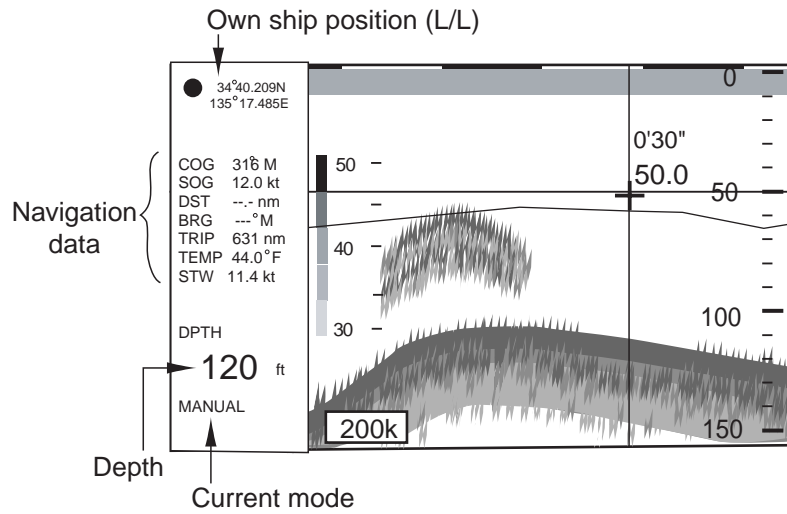 Own ship position (L/L)
34°40.209N
135°17.485E
Navigation data
COG 316° M
SOG 12.0 kt
DST --.- nm
BRG ---° M
TRIP 631 nm
TEMP 44.0°F
STW 11.4 kt
DPTH
120 ft
MANUAL
Depth
Current mode
50
40
30
200k
0'30"
50.0
0
50
100
150